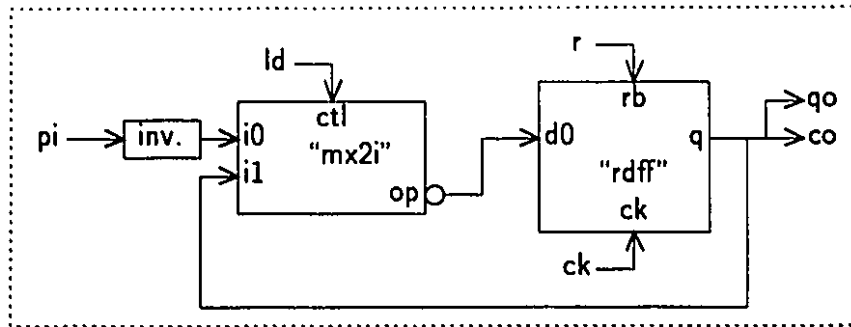 r
ld
rb
qo
ctl
pi
inv.
i0
d0
q
co
"mx2i"
i1
"rdff"
op
ck
ck